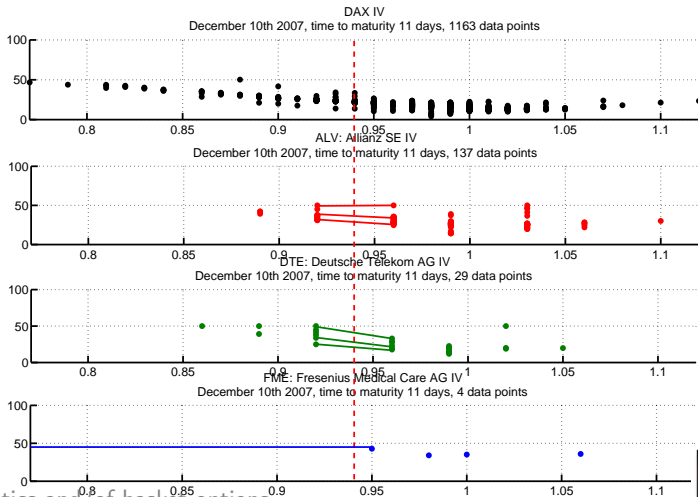 DAX IV
December 10th 2007, time to maturity 11 days, 1163 data points
100
50
0
0.8 0.85 0.9 0.95 1 1.05 1.1
ALV: Allianz SE IV
December 10th 2007, time to maturity 11 days, 137 data points
100
50
0
0.8 0.85 0.9 0.95 1 1.05 1.1
DTE: Deutsche Telekom AG IV
December 10th 2007, time to maturity 11 days, 29 data points
100
50
0
0.8 0.85 0.9 0.95 1 1.05 1.1
FME: Fresenius Medical Care AG IV
December 10th 2007, time to maturity 11 days, 4 data points
100
50
0
0.8 0.85 0.9 0.95 1 1.05 1.1
options